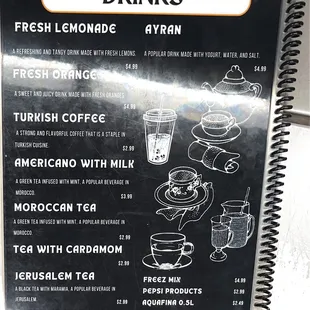 DRINKS
FRESH LEMONADE
A REFRESHING AND TANGY DRINK MADE WITH FRESH LEMONS.
$4.99
AYRAN
A POPULAR DRINK MADE WITH YOGURT, WATER, AND SALT.
$4.99
FRESH ORANGE
A SWEET AND JUICY DRINK MADE WITH FRESH ORANGES.
$4.99
TURKISH COFFEE
A STRONG AND FLAVORFUL COFFEE THAT IS A STAPLE IN
TURKISH CUISINE.
$2.99
AMERICANO WITH MILK
A GREEN TEA INFUSED WITH MINT, A POPULAR BEVERAGE IN
MOROCCO.
$3.99
MOROCCAN TEA
A GREEN TEA INFUSED WITH MINT, A POPULAR BEVERAGE IN
MOROCCO.
$2.99
TEA WITH CARDAMOM
$2.99
JERUSALEM TEA
A BLACK TEA WITH MARAMIA, A POPULAR BEVERAGE IN
JERUSALEM.
$2.99
FREEZ MIX $4.99
PEPSI PRODUCTS $2.99
AQUAFINA 0.5L $2.49